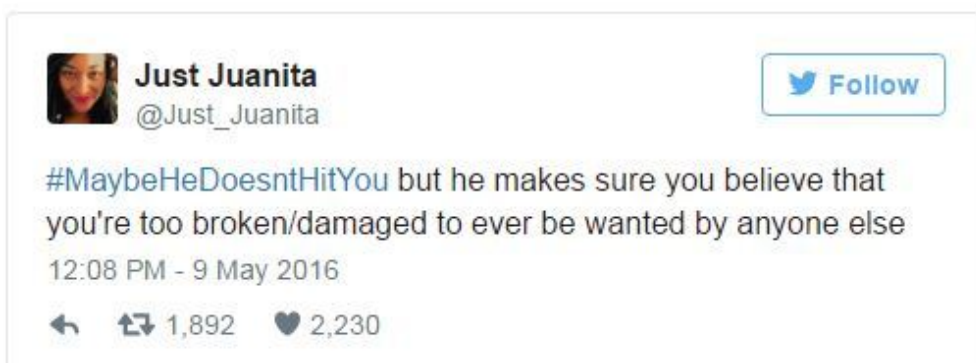 Just Juanita
@Just_Juanita
Follow
#MaybeHeDoesntHitYou but he makes sure you believe that
you're too broken/damaged to ever be wanted by anyone else
12:08 PM - 9 May 2016
1,892 2,230